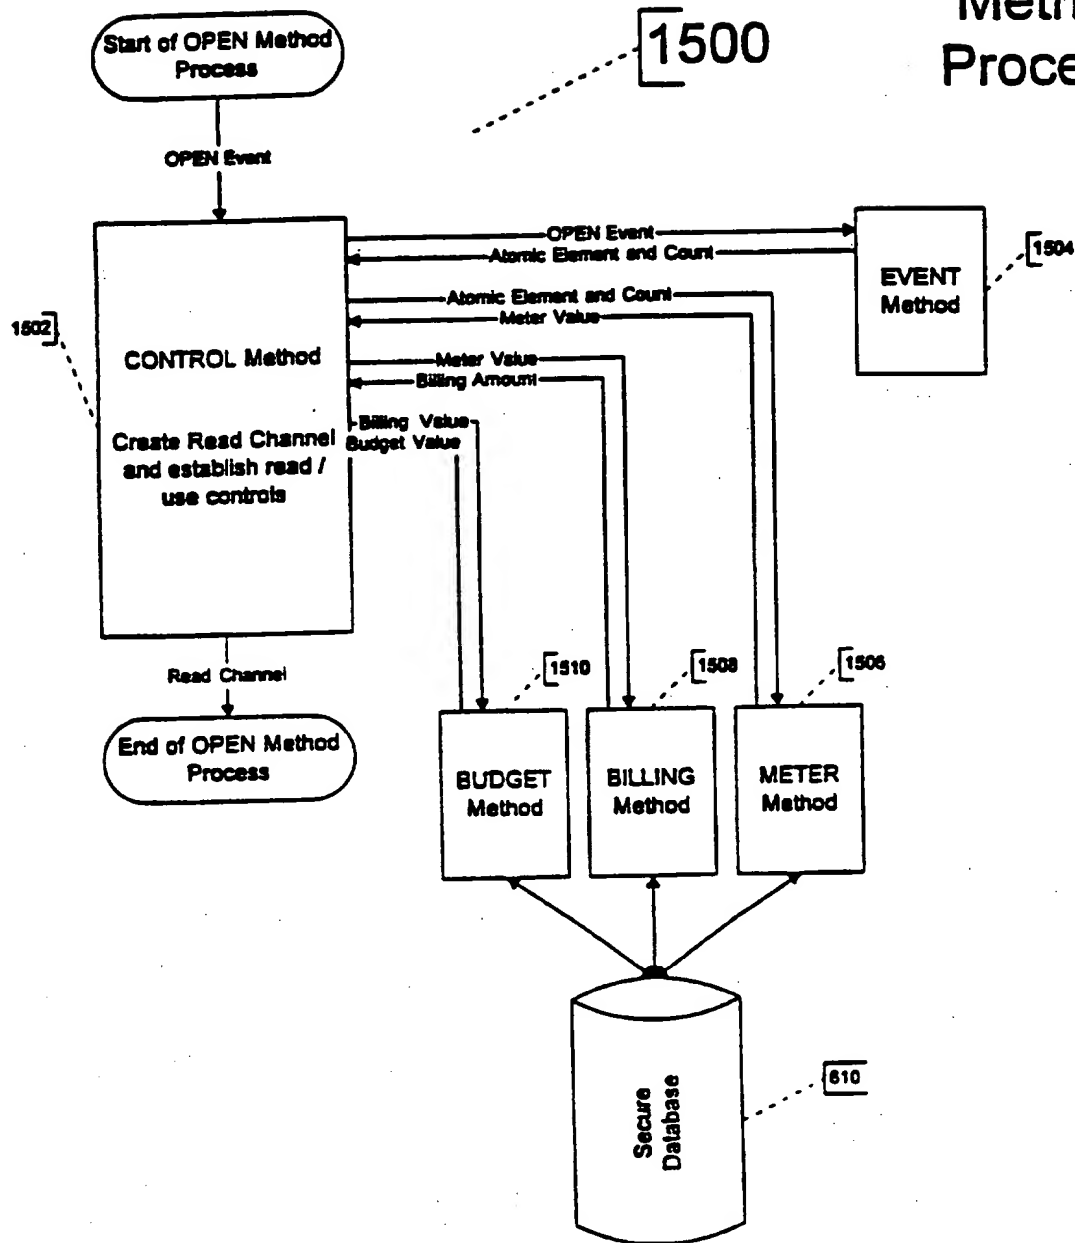 Start of OPEN Method
Process
1500
Meth
Proce
OPEN Event
OPEN Event
Atomic Element and Count
EVENT
Method
1504
Atomic Element and Count
Meter Value
1502
CONTROL Method
Meter Value
Billing Amount
Billing Value
Budget Value
Create Read Channel
and establish read /
use controls
Read Channel
1510
1508
1506
End of OPEN Method
Process
BUDGET
Method
BILLING
Method
METER
Method
Secure
Database
610